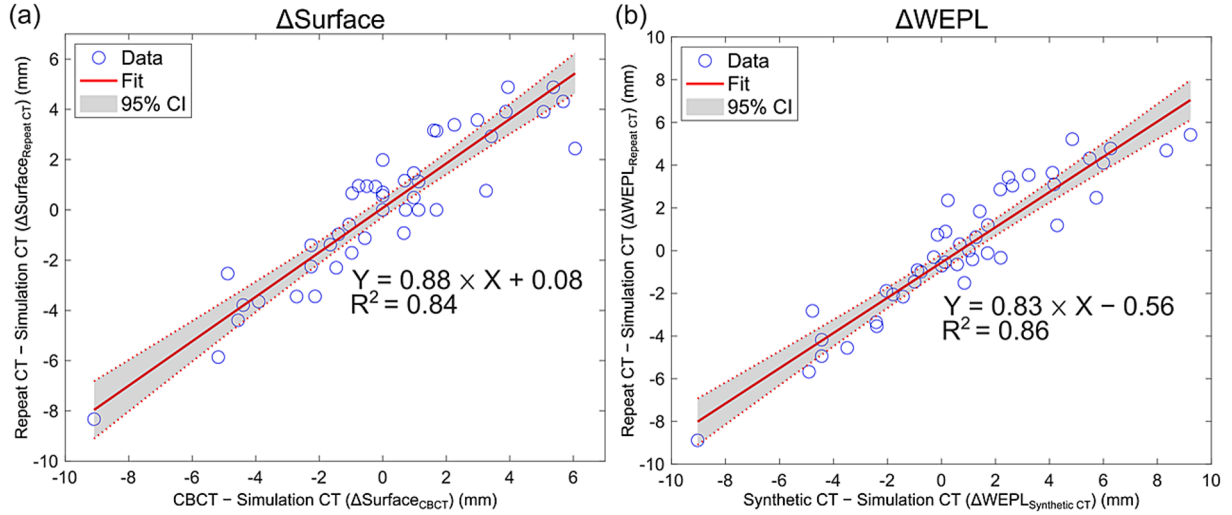 (a) ΔSurface
Repeat CT − Simulation CT (ΔSurface_Repeat CT) (mm)
6
4
2
0
-2
-4
-6
-8
-10
Data
Fit
95% CI
Y = 0.88 × X + 0.08
R² = 0.84
-10 -8 -6 -4 -2 0 2 4 6
CBCT − Simulation CT (ΔSurface_CBCT) (mm)
(b) ΔWEPL
Repeat CT − Simulation CT (ΔWEPL_Repeat CT) (mm)
10
8
6
4
2
0
-2
-4
-6
-8
-10
Data
Fit
95% CI
Y = 0.83 × X − 0.56
R² = 0.86
-10 -8 -6 -4 -2 0 2 4 6 8 10
Synthetic CT − Simulation CT (ΔWEPL_Synthetic CT) (mm)